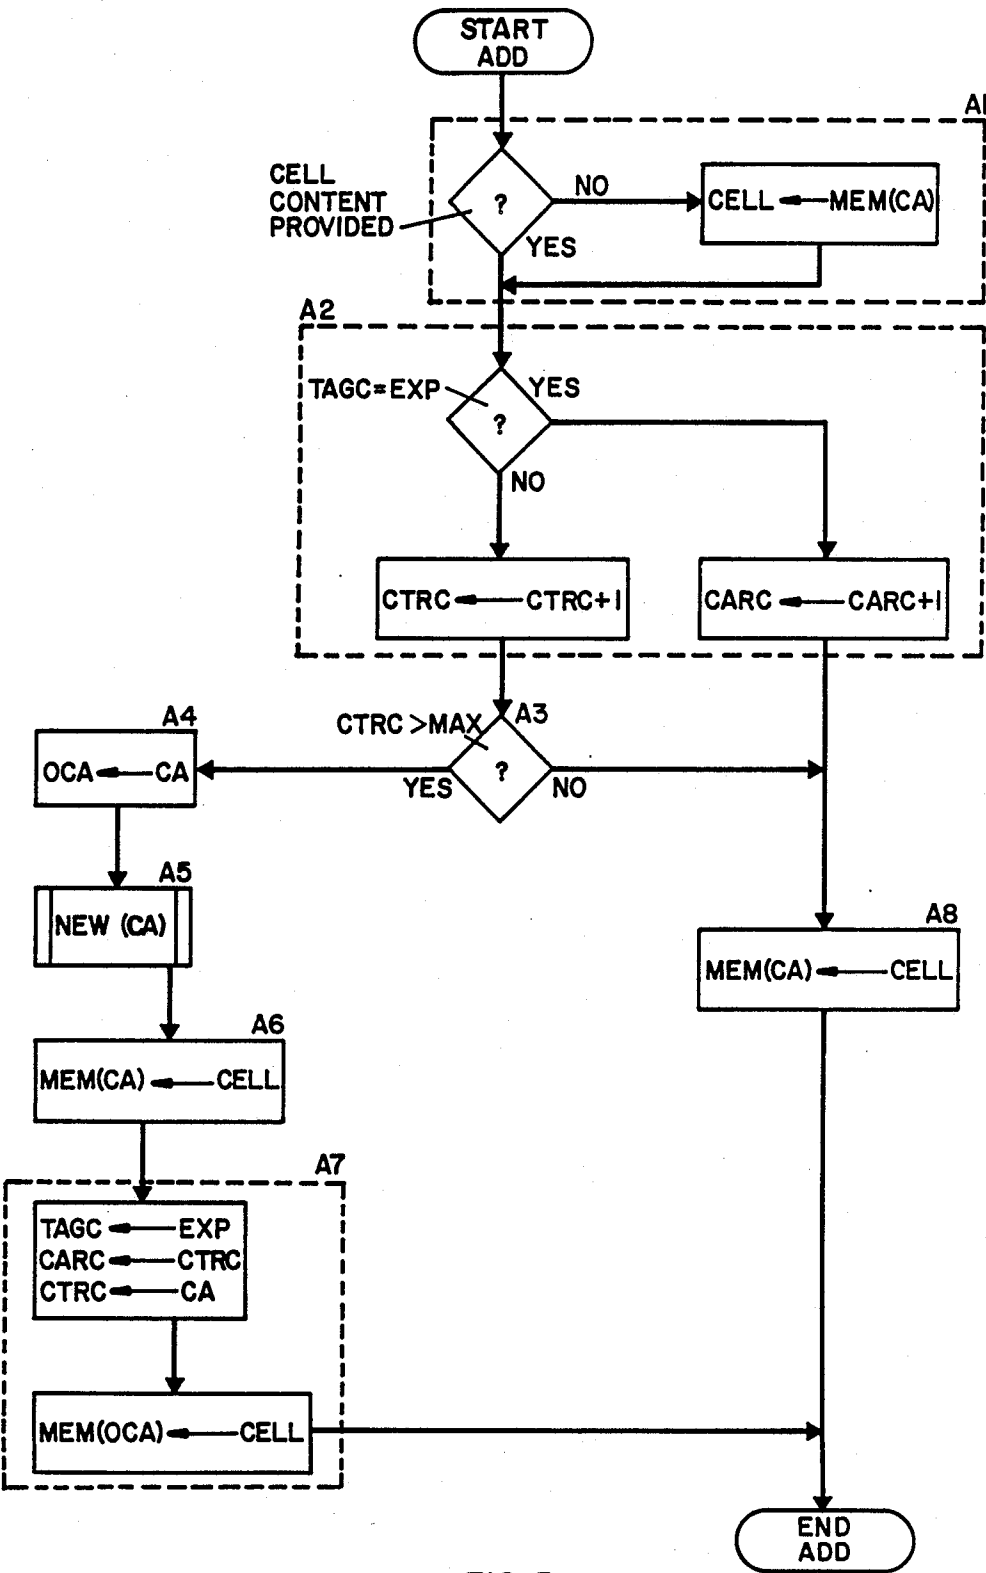 START
ADD
A1
CELL
CONTENT
PROVIDED
?
NO
CELL ← MEM(CA)
YES
A2
TAGC=EXP
YES
?
NO
CTRC ← CTRC+1
CARC ← CARC+1
A3
CTRC >MAX
?
YES
NO
A4
OCA ← CA
A5
NEW (CA)
A6
MEM(CA) ← CELL
A8
MEM(CA) ← CELL
A7
TAGC ← EXP
CARC ← CTRC
CTRC ← CA
MEM(OCA) ← CELL
END
ADD